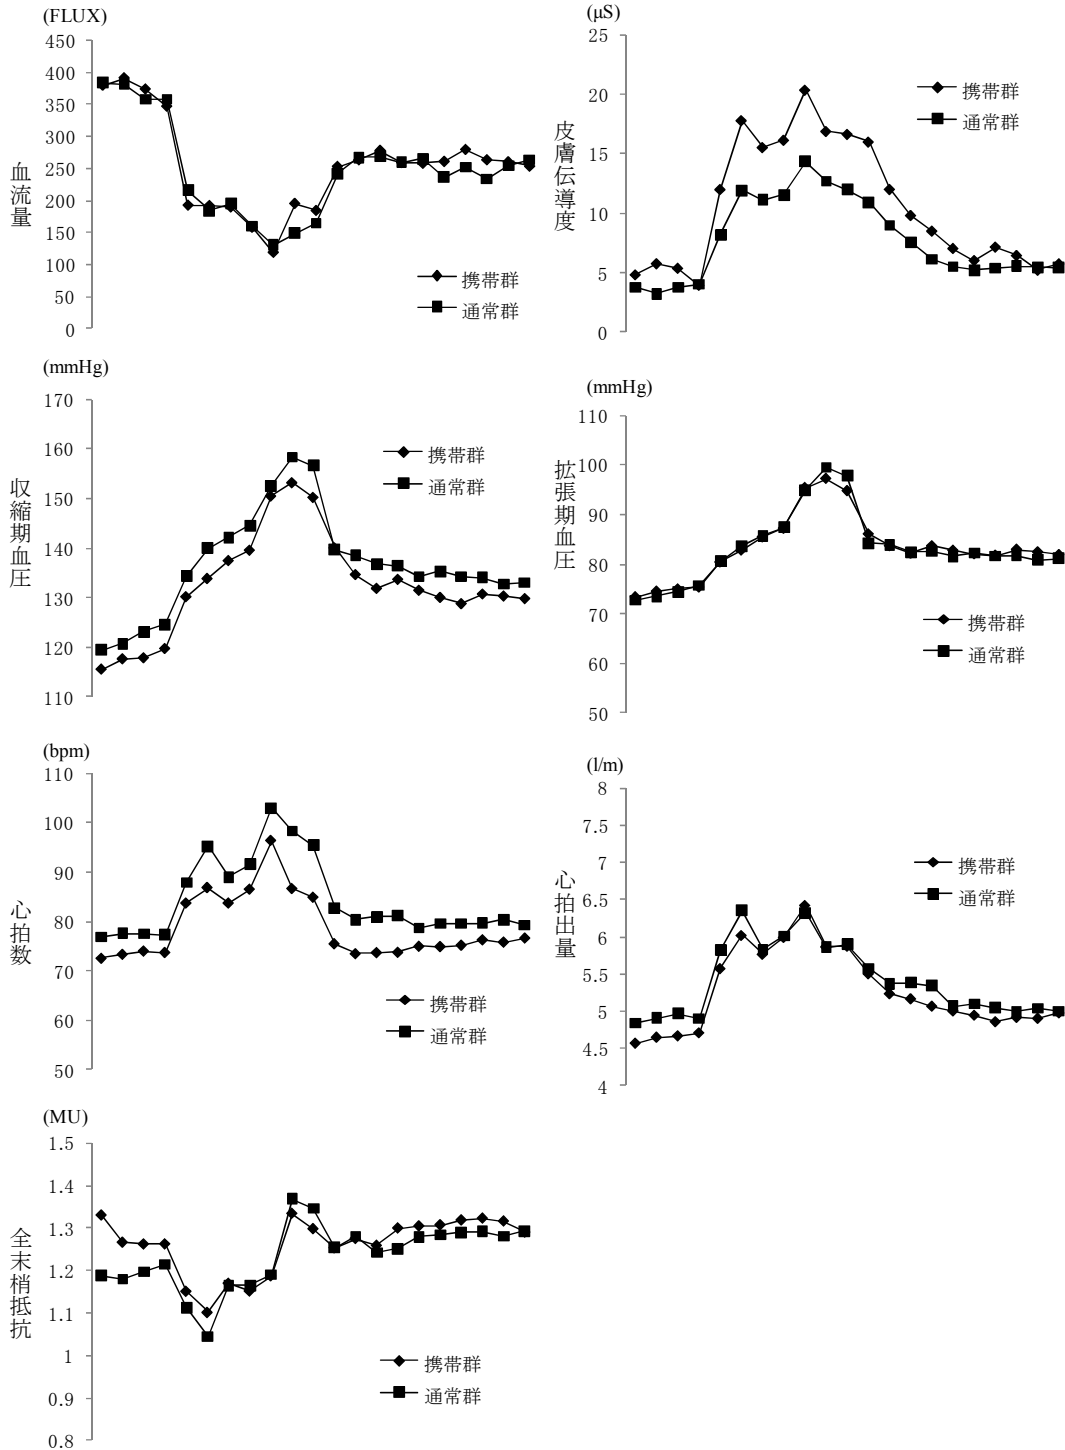 (FLUX)
450
400
350
300
250
200
150
100
50
0
血流量
携帯群
通常群
(μS)
25
20
15
10
5
0
皮膚伝導度
携帯群
通常群
(mmHg)
170
160
150
140
130
120
110
収縮期血圧
携帯群
通常群
(mmHg)
110
100
90
80
70
60
50
拡張期血圧
携帯群
通常群
(bpm)
110
100
90
80
70
60
50
心拍数
携帯群
通常群
(l/m)
8
7.5
7
6.5
6
5.5
5
4.5
4
心拍出量
携帯群
通常群
(MU)
1.5
1.4
1.3
1.2
1.1
1
0.9
0.8
全末梢抵抗
携帯群
通常群